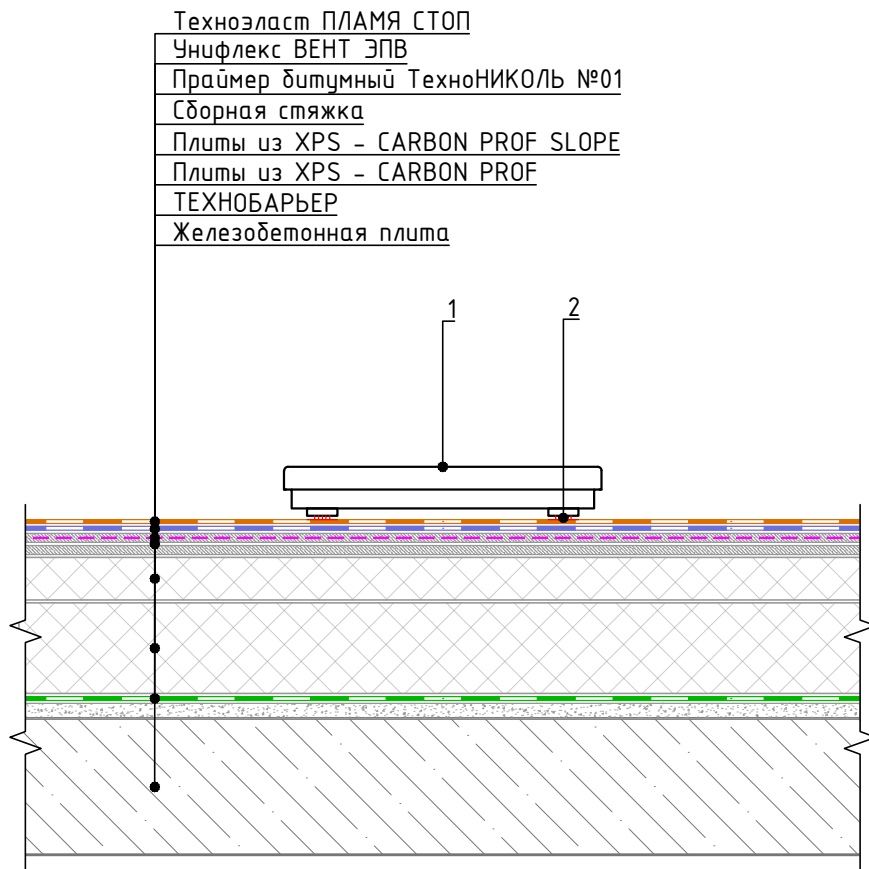 Техноэласт ПЛАМЯ СТОП
Унифлекс ВЕНТ ЭПВ
Праймер битумный ТехноНИКОЛЬ №01
Сборная стяжка
Плиты из XPS - CARBON PROF SLOPE
Плиты из XPS - CARBON PROF
ТЕХНОБАРЬЕР
Железобетонная плита
1
2